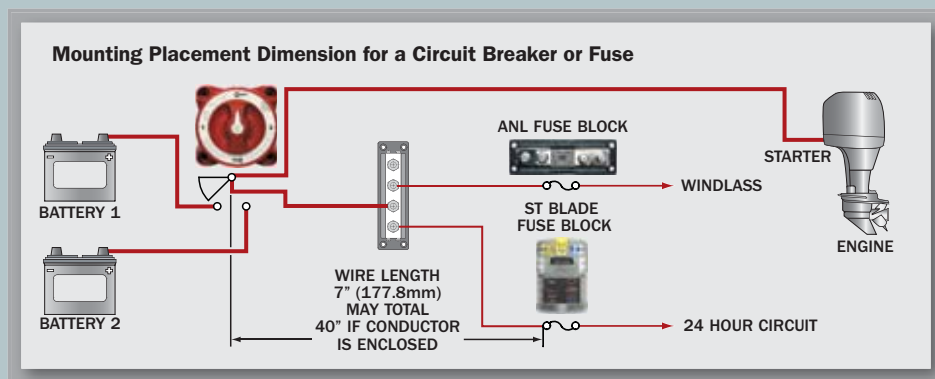 Mounting Placement Dimension for a Circuit Breaker or Fuse
ANL FUSE BLOCK
STARTER
WINDLASS
BATTERY 1
ST BLADE
FUSE BLOCK
ENGINE
WIRE LENGTH
7" (177.8mm)
MAY TOTAL
40" IF CONDUCTOR
IS ENCLOSED
BATTERY 2
24 HOUR CIRCUIT